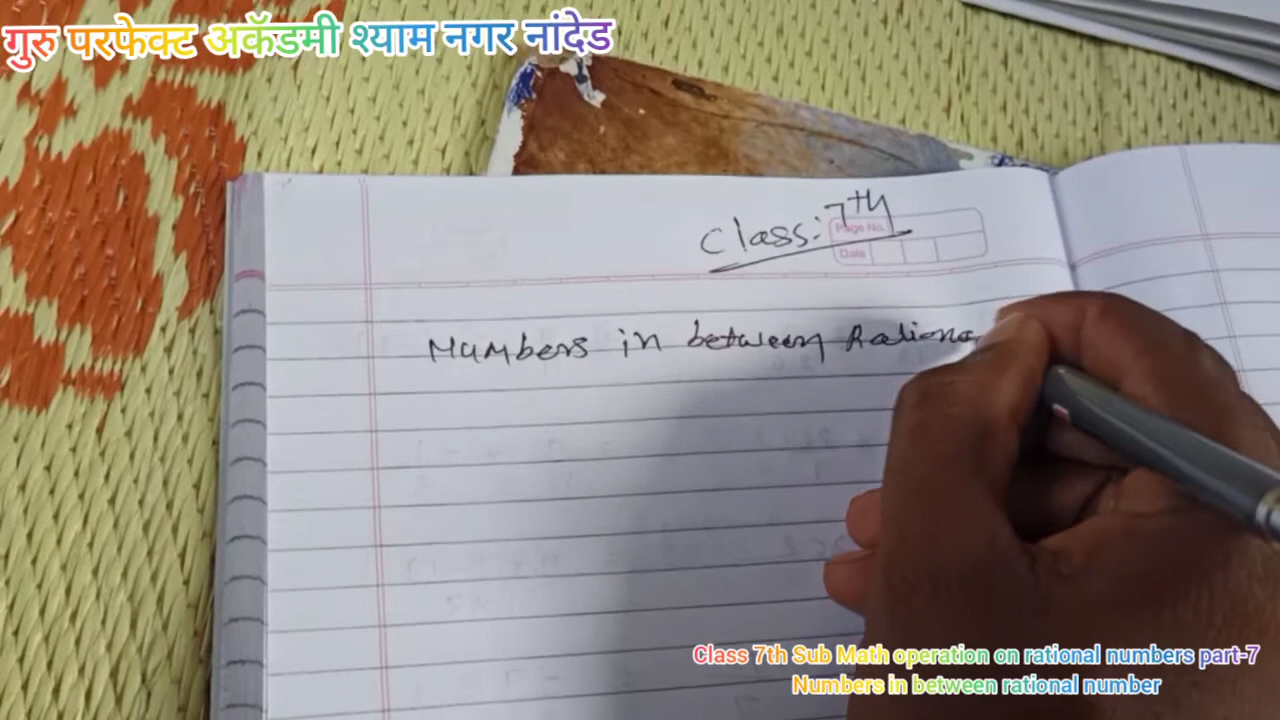 गुरु परफेक्ट अकॅडमी श्याम नगर नांदेड
Class: 7th
Page No.
Date
Numbers in between Rationa
Class 7th Sub Math operation on rational numbers part-7
Numbers in between rational number